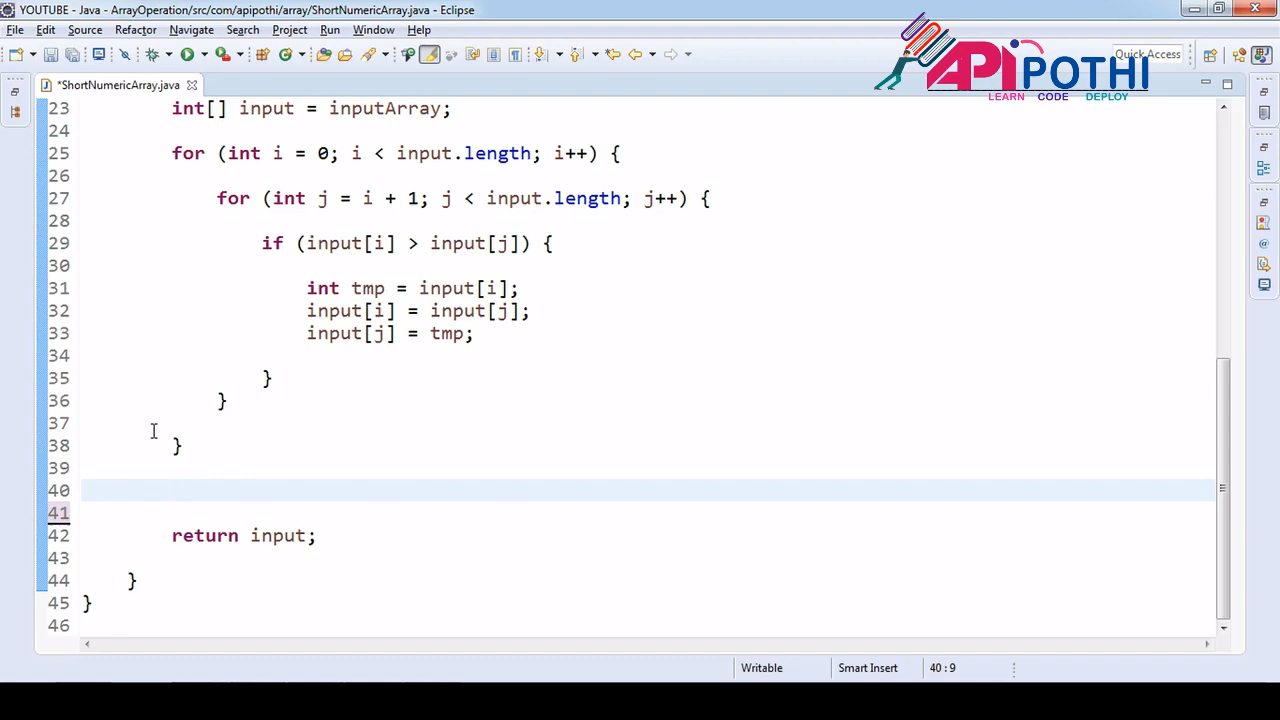 YOUTUBE - Java - ArrayOperation/src/com/apipothi/array/ShortNumericArray.java - Eclipse
File Edit Source Refactor Navigate Search Project Run Window Help
Quick Access
APi POTHI
LEARN CODE DEPLOY
*ShortNumericArray.java
23 int[] input = inputArray;
24
25 for (int i = 0; i < input.length; i++) {
26
27 for (int j = i + 1; j < input.length; j++) {
28
29 if (input[i] > input[j]) {
30
31 int tmp = input[i];
32 input[i] = input[j];
33 input[j] = tmp;
34
35 }
36 }
37
38 }
39
40
41
42 return input;
43
44 }
45 }
46
Writable Smart Insert 40 : 9